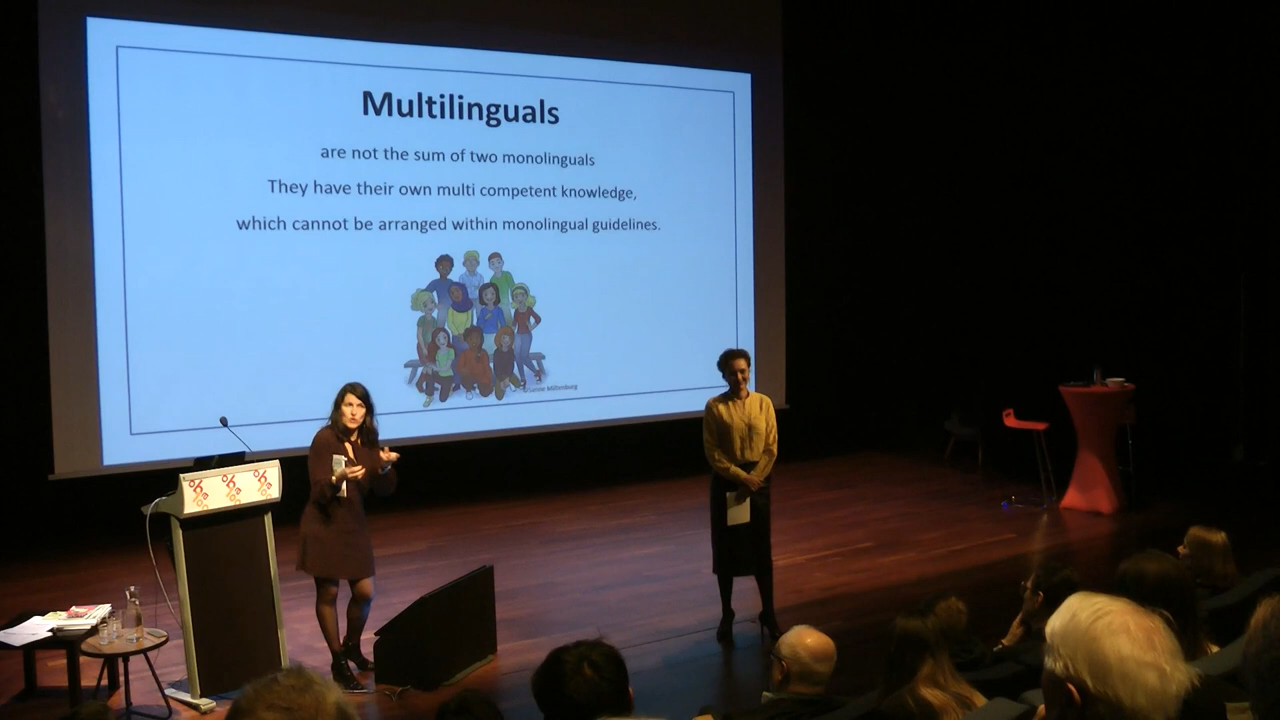 Multilinguals
are not the sum of two monolinguals
They have their own multi competent knowledge,
which cannot be arranged within monolingual guidelines.
Miltenburg